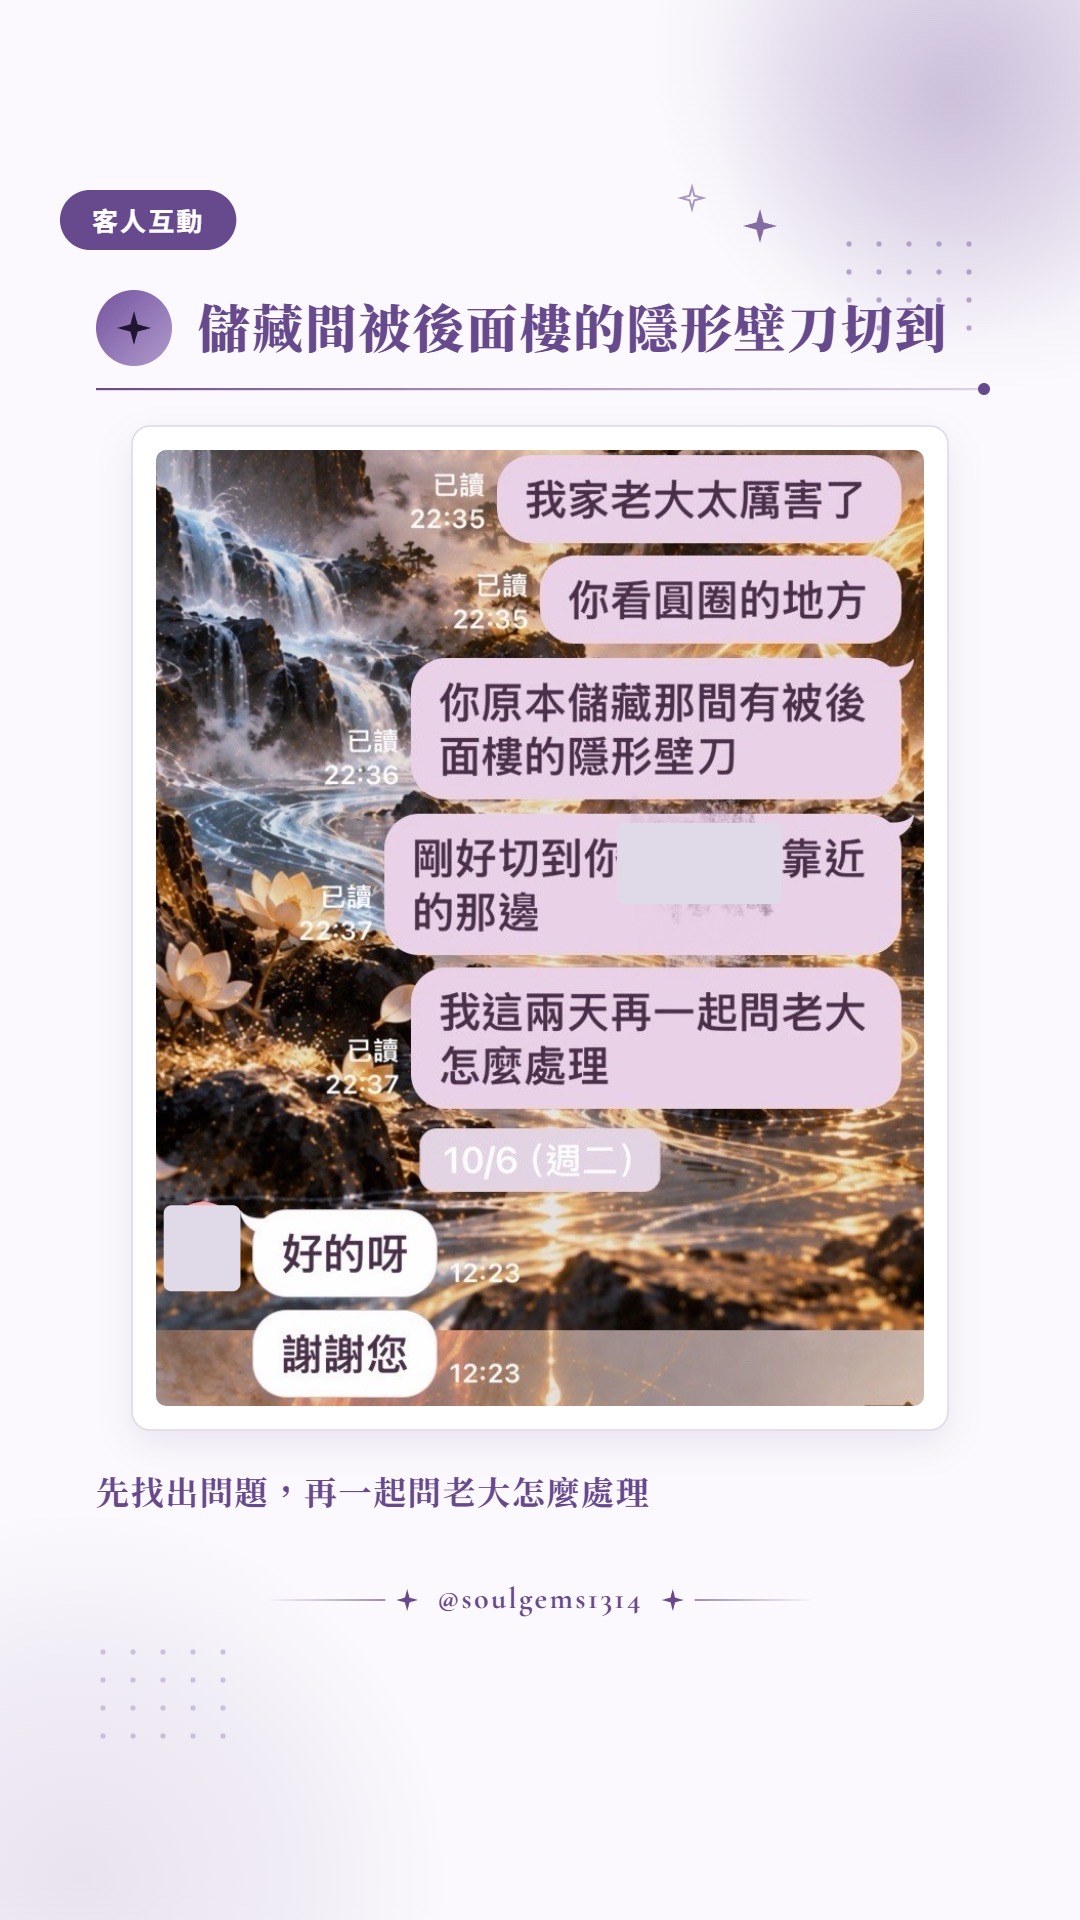 客人互動
儲藏間被後面樓的隱形壁刀切到
已讀
22:35
我家老大太厲害了
已讀
22:35
你看圓圈的地方
你原本儲藏那間有被後
面樓的隱形壁刀
已讀
22:36
剛好切到你 靠近
的那邊
已讀
22:37
我這兩天再一起問老大
怎麼處理
已讀
22:37
10/6（週二）
好的呀
12:23
謝謝您
12:23
先找出問題，再一起問老大怎麼處理
@soulgems1314